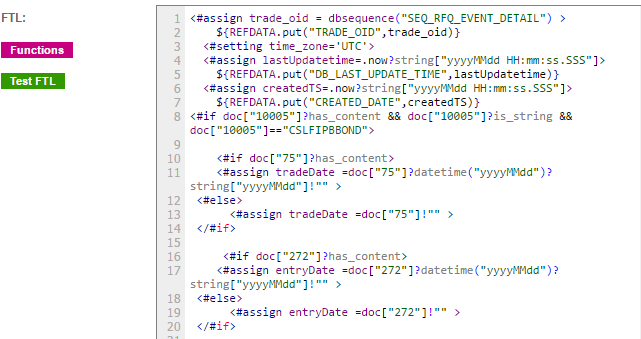 FTL:
Functions
Test FTL
1 <#assign trade_oid = dbsequence("SEQ_RFQ_EVENT_DETAIL") >
2 ${REFDATA.put("TRADE_OID",trade_oid)}
3 <#setting time_zone='UTC'>
4 <#assign lastUpdatetime=.now?string["yyyyMMdd HH:mm:ss.SSS"]>
5 ${REFDATA.put("DB_LAST_UPDATE_TIME",lastUpdatetime)}
6 <#assign createdTS=.now?string["yyyyMMdd HH:mm:ss.SSS"]>
7 ${REFDATA.put("CREATED_DATE",createdTS)}
8 <#if doc["10005"]?has_content && doc["10005"]?is_string &&
doc["10005"]=="CSLFIPBBOND">
9
10 <#if doc["75"]?has_content>
11 <#assign tradeDate =doc["75"]?datetime("yyyyMMdd")?
string["yyyyMMdd"]!"" >
12 <#else>
13 <#assign tradeDate =doc["75"]!"" >
14 </#if>
15
16 <#if doc["272"]?has_content>
17 <#assign entryDate =doc["272"]?datetime("yyyyMMdd")?
string["yyyyMMdd"]!"" >
18 <#else>
19 <#assign entryDate =doc["272"]!"" >
20 </#if>